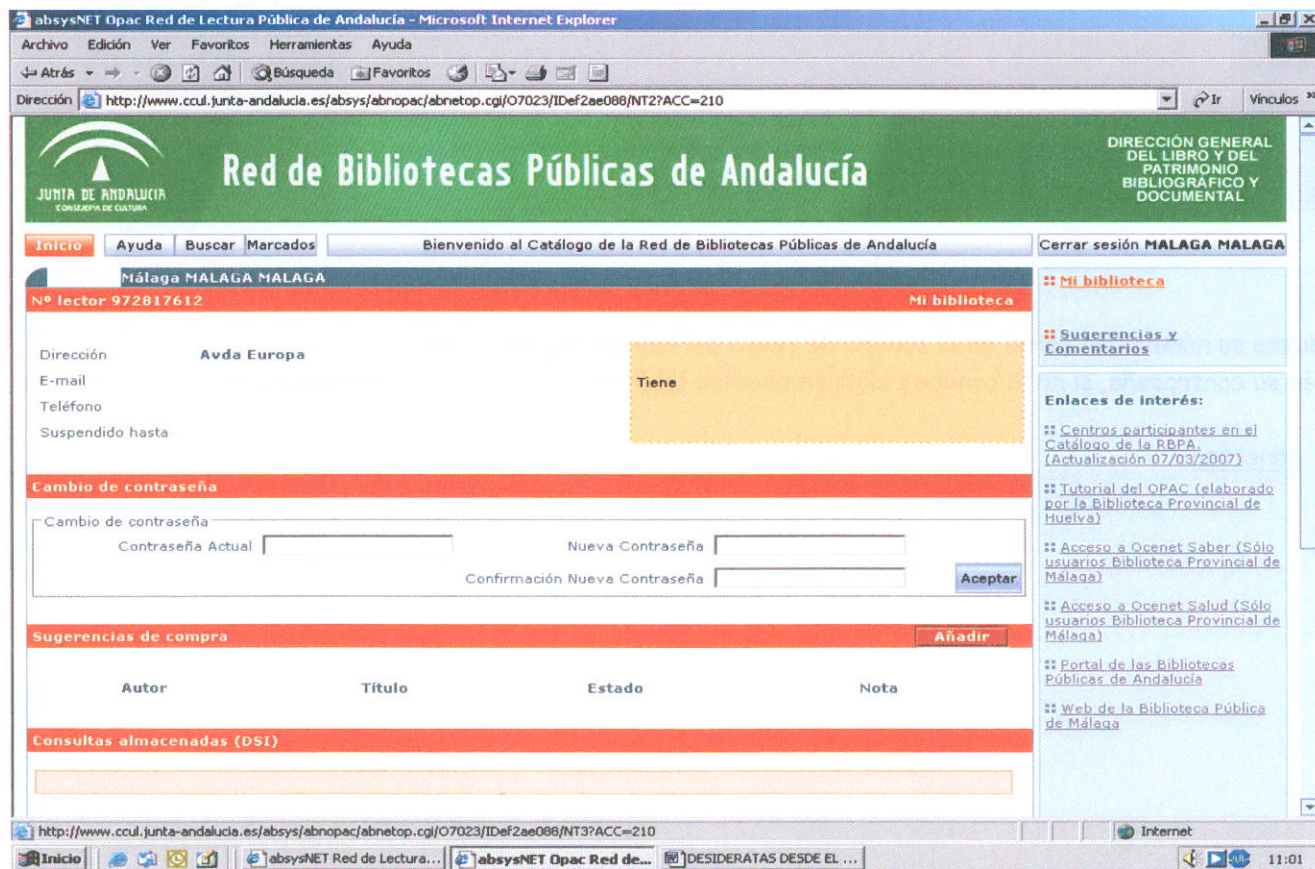 absysNET Opac Red de Lectura Pública de Andalucía - Microsoft Internet Explorer
Archivo Edición Ver Favoritos Herramientas Ayuda
Atrás Búsqueda Favoritos
Dirección http://www.ccul.junta-andalucia.es/absys/abnopac/abnetop.cgi/O7023/IDef2ae088/NT2?ACC=210 Ir Vínculos »
JUNTA DE ANDALUCIA
CONSEJERIA DE CULTURA
Red de Bibliotecas Públicas de Andalucía
DIRECCIÓN GENERAL
DEL LIBRO Y DEL
PATRIMONIO
BIBLIOGRAFICO Y
DOCUMENTAL
Inicio Ayuda Buscar Marcados Bienvenido al Catálogo de la Red de Bibliotecas Públicas de Andalucía Cerrar sesión MALAGA MALAGA
Málaga MALAGA MALAGA
Nº lector 972817612 Mi biblioteca
Dirección Avda Europa
E-mail
Teléfono
Suspendido hasta
Tiene
Cambio de contraseña
Cambio de contraseña
Contraseña Actual Nueva Contraseña
Confirmación Nueva Contraseña Aceptar
Sugerencias de compra Añadir
Autor Título Estado Nota
Consultas almacenadas (DSI)
Mi biblioteca
Sugerencias y
Comentarios
Enlaces de interés:
Centros participantes en el
Catálogo de la RBPA.
(Actualización 07/03/2007)
Tutorial del OPAC (elaborado
por la Biblioteca Provincial de
Huelva)
Acceso a Ocenet Saber (Sólo
usuarios Biblioteca Provincial de
Málaga)
Acceso a Ocenet Salud (Sólo
usuarios Biblioteca Provincial de
Málaga)
Portal de las Bibliotecas
Públicas de Andalucía
Web de la Biblioteca Pública
de Málaga
http://www.ccul.junta-andalucia.es/absys/abnopac/abnetop.cgi/O7023/IDef2ae088/NT3?ACC=210 Internet
Inicio absysNET Red de Lectura... absysNET Opac Red de... DESIDERATAS DESDE EL ... 11:01